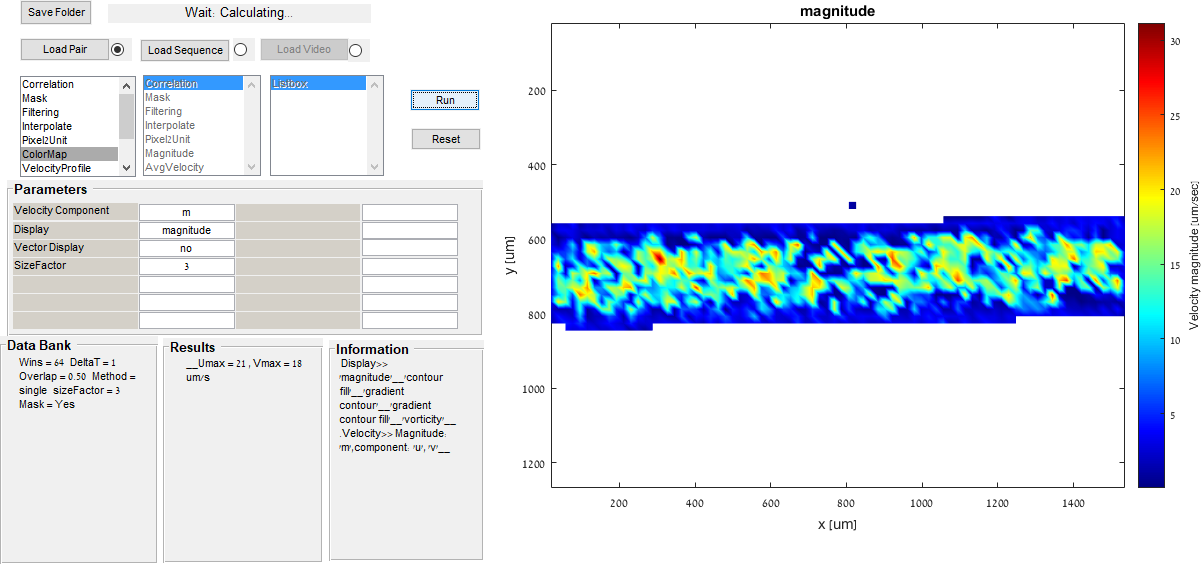 Save Folder
Wait: Calculating...
Load Pair
Load Sequence
Load Video
Correlation
Mask
Filtering
Interpolate
Pixel2Unit
ColorMap
VelocityProfile
Correlation
Mask
Filtering
Interpolate
Pixel2Unit
Magnitude
AvgVelocity
Listbox
Run
Reset
Parameters
Velocity Component m
Display magnitude
Vector Display no
SizeFactor 3
Data Bank
Wins = 64 DeltaT = 1
Overlap = 0.50 Method =
single sizeFactor = 3
Mask = Yes
Results
__Umax = 21 , Vmax = 18
um/s
Information
Display>>
'magnitude'__'contour
fill'__'gradient
contour'__'gradient
contour fill'__'vorticity'__
.Velocity>> Magnitude:
'm',component: 'u', 'v'__
magnitude
y [um]
200
400
600
800
1000
1200
200 400 600 800 1000 1200 1400
x [um]
30
25
20
15
10
5
Velocity magnitude [um/sec]